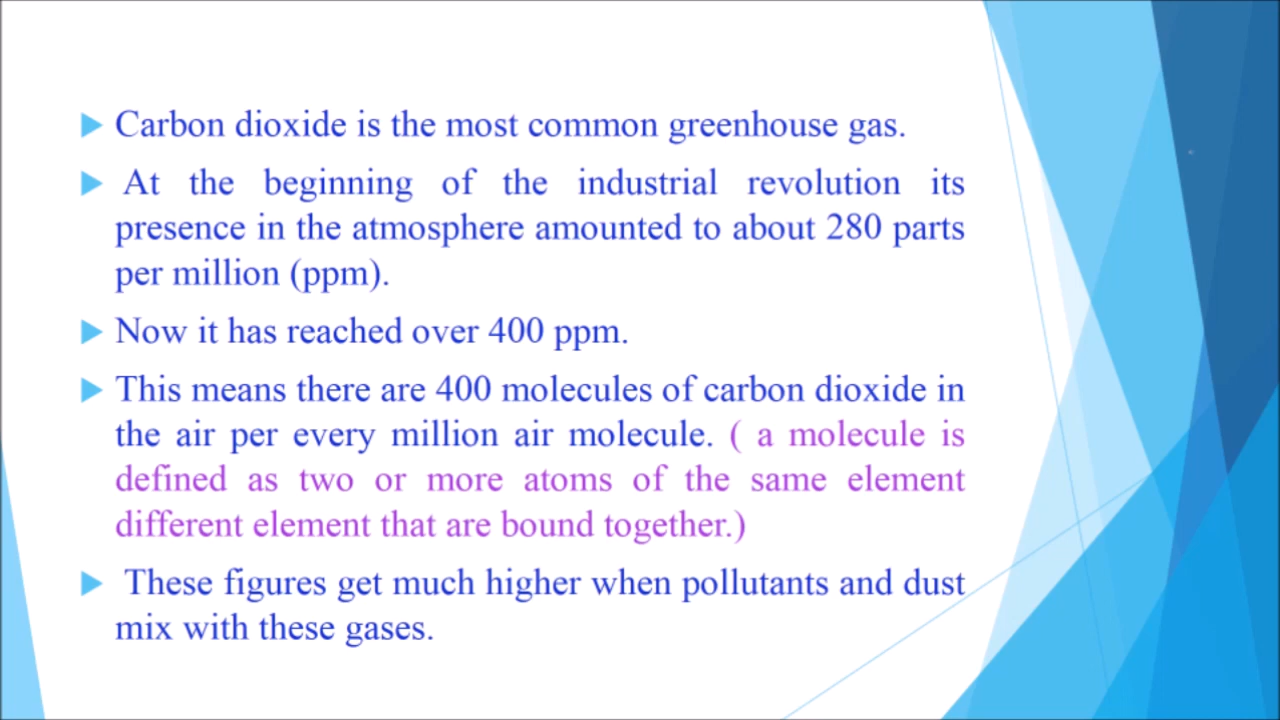 Carbon dioxide is the most common greenhouse gas.
At the beginning of the industrial revolution its
presence in the atmosphere amounted to about 280 parts
per million (ppm).
Now it has reached over 400 ppm.
This means there are 400 molecules of carbon dioxide in
the air per every million air molecule. ( a molecule is
defined as two or more atoms of the same element
different element that are bound together.)
These figures get much higher when pollutants and dust
mix with these gases.